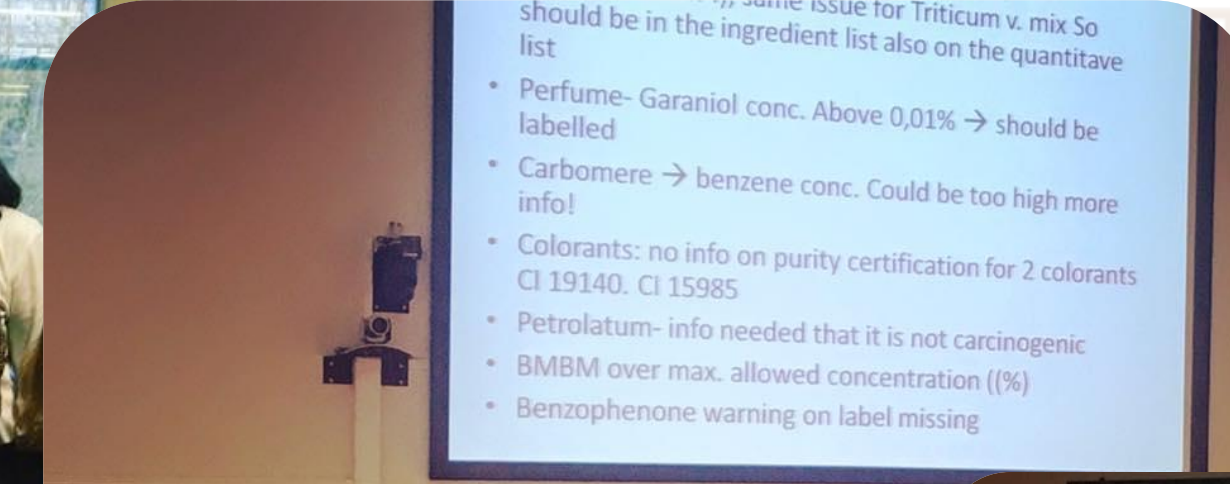 same issue for Triticum v. mix So
should be in the ingredient list also on the quantitave
list
• Perfume- Garaniol conc. Above 0,01% → should be
labelled
• Carbomere → benzene conc. Could be too high more
info!
• Colorants: no info on purity certification for 2 colorants
CI 19140. CI 15985
• Petrolatum- info needed that it is not carcinogenic
• BMBM over max. allowed concentration ((%)
• Benzophenone warning on label missing